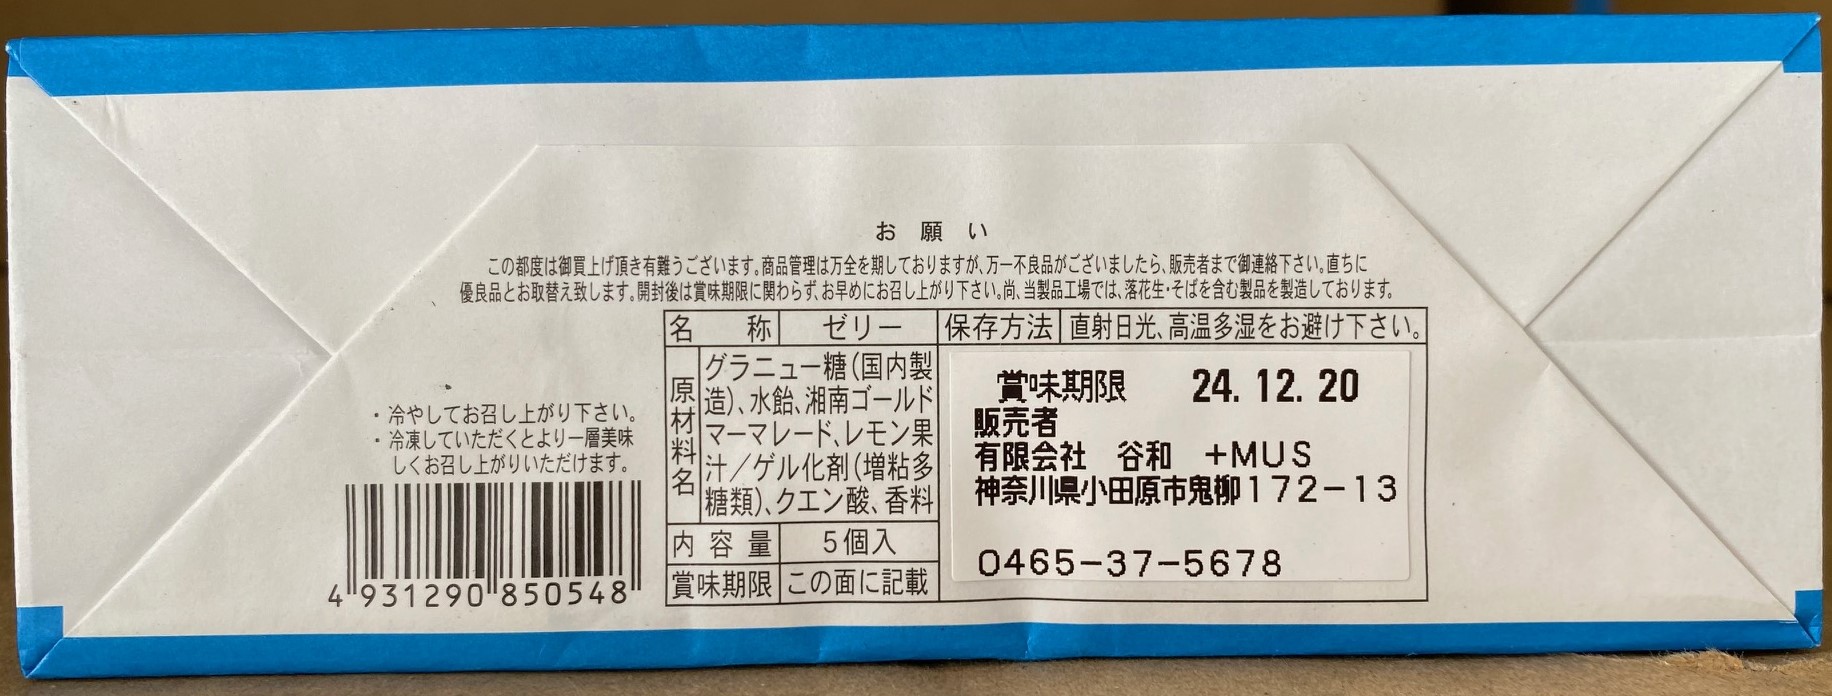 お願い
この都度は御買上げ頂き有難うございます。商品管理は万全を期しておりますが、万一不良品がございましたら、販売者まで御連絡下さい。直ちに
優良品とお取替え致します。開封後は賞味期限に関わらず、お早めにお召し上がり下さい。尚、当製品工場では、落花生・そばを含む製品を製造しております。
・冷やしてお召し上がり下さい。
・冷凍していただくとより一層美味
しくお召し上がりいただけます。
4 931290 850548
名称 ゼリー 保存方法 直射日光、高温多湿をお避け下さい。
原材料名
グラニュー糖(国内製
造)、水飴、湘南ゴールド
マーマレード、レモン果
汁/ゲル化剤(増粘多
糖類)、クエン酸、香料
内容量 5個入
賞味期限 この面に記載
賞味期限 24.12.20
販売者
有限会社 谷和 +MUS
神奈川県小田原市鬼柳172-13
0465-37-5678